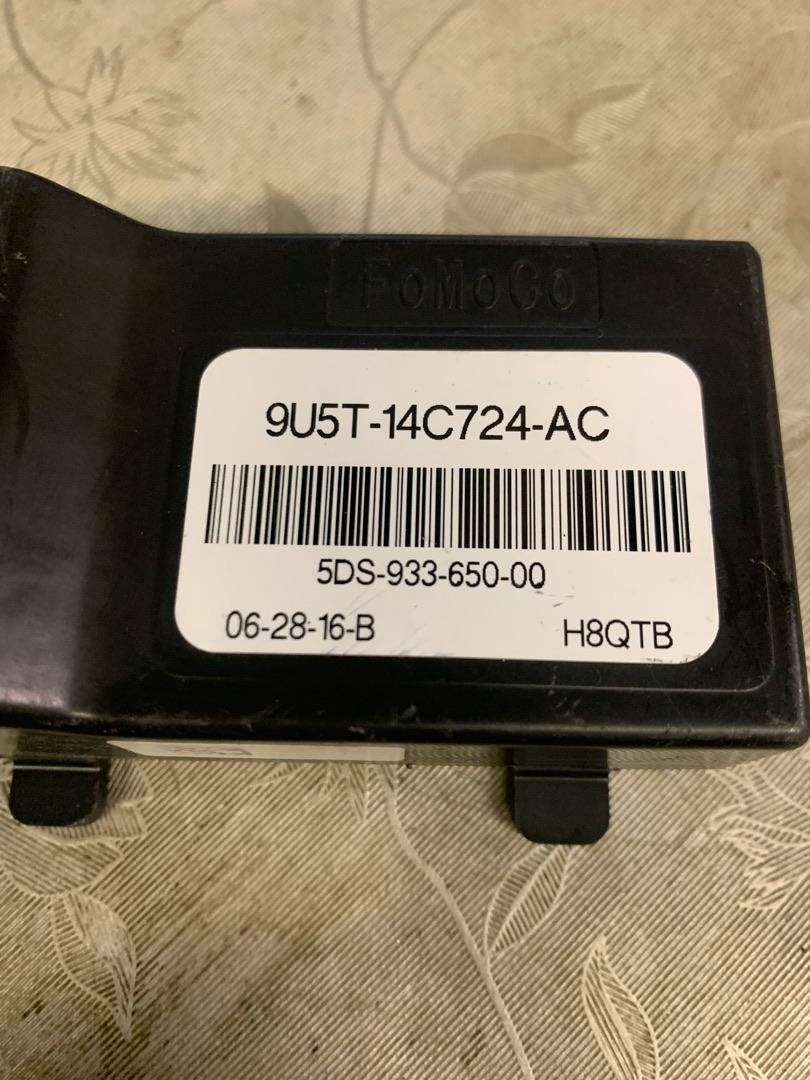 FoMoCo
9U5T-14C724-AC
5DS-933-650-00
06-28-16-B
H8QTB